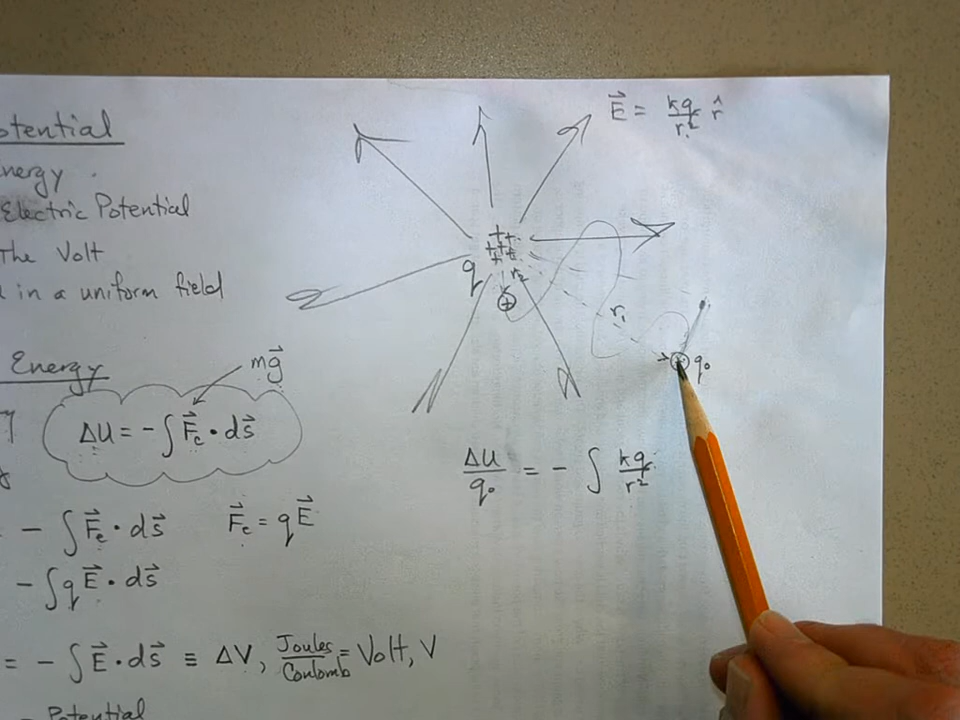 otential
nergy
Electric Potential
The Volt
in a uniform field
Energy
mg⃗
ΔU = -∫ F⃗c • ds⃗
- ∫ F⃗e • ds⃗ F⃗e = qE⃗
- ∫ qE⃗ • ds⃗
= - ∫ E⃗ • ds⃗ ≡ ΔV, Joules/Coulomb = Volt, V
Potential
E⃗ = kq/r² r̂
+ + + + + +
q
r₂
+
r₁
+ q₀
ΔU/q₀ = - ∫ kq/r²